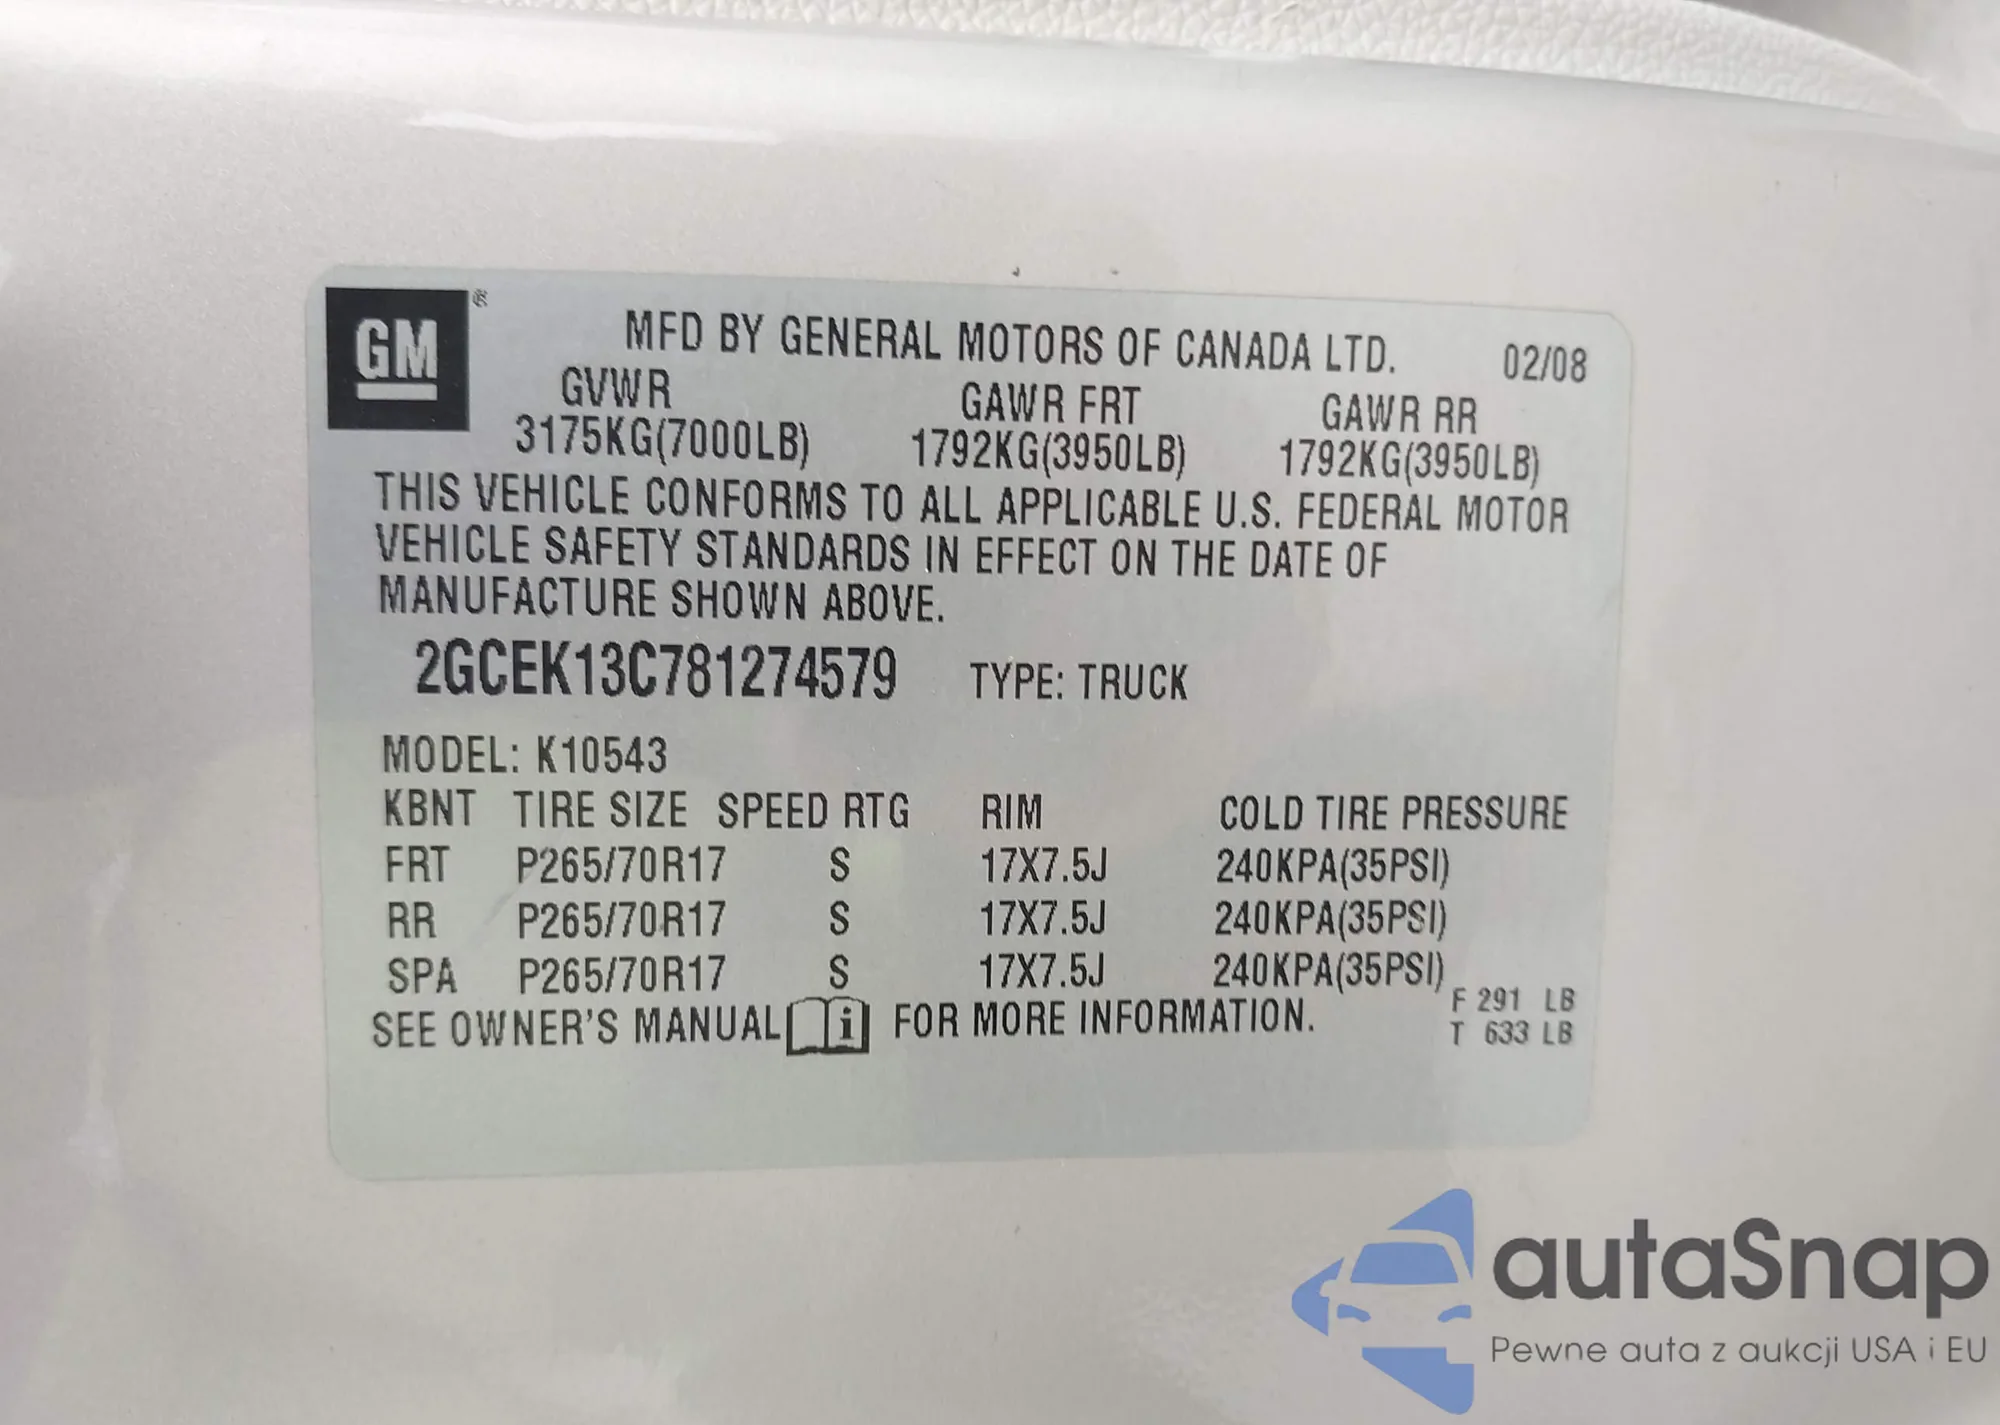 GM®
MFD BY GENERAL MOTORS OF CANADA LTD. 02/08
GVWR GAWR FRT GAWR RR
3175KG(7000LB) 1792KG(3950LB) 1792KG(3950LB)
THIS VEHICLE CONFORMS TO ALL APPLICABLE U.S. FEDERAL MOTOR
VEHICLE SAFETY STANDARDS IN EFFECT ON THE DATE OF
MANUFACTURE SHOWN ABOVE.
2GCEK13C781274579 TYPE: TRUCK
MODEL: K10543
KBNT TIRE SIZE SPEED RTG RIM COLD TIRE PRESSURE
FRT P265/70R17 S 17X7.5J 240KPA(35PSI)
RR P265/70R17 S 17X7.5J 240KPA(35PSI)
SPA P265/70R17 S 17X7.5J 240KPA(35PSI)
F 291 LB
SEE OWNER'S MANUAL i FOR MORE INFORMATION.
T 633 LB
autaSnap
Pewne auta z aukcji USA i EU